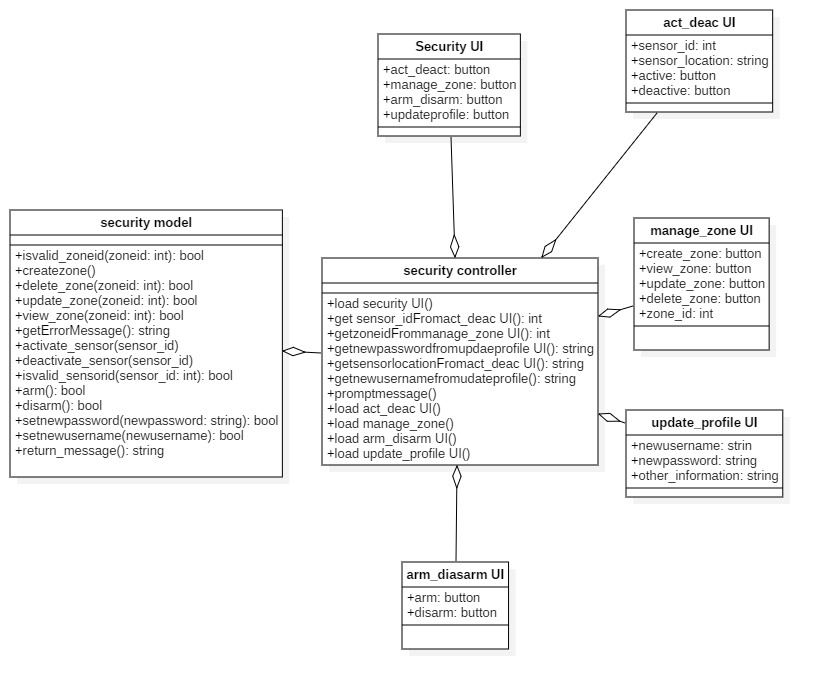 Security UI
+act_deact: button
+manage_zone: button
+arm_disarm: button
+updateprofile: button
act_deac UI
+sensor_id: int
+sensor_location: string
+active: button
+deactive: button
security model
+isvalid_zoneid(zoneid: int): bool
+createzone()
+delete_zone(zoneid: int): bool
+update_zone(zoneid: int): bool
+view_zone(zoneid: int): bool
+getErrorMessage(): string
+activate_sensor(sensor_id)
+deactivate_sensor(sensor_id)
+isvalid_sensorid(sensor_id: int): bool
+arm(): bool
+disarm(): bool
+setnewpassword(newpassword: string): bool
+setnewusername(newusername): bool
+return_message(): string
security controller
+load security UI()
+get sensor_idFromact_deac UI(): int
+getzoneidFrommanage_zone UI(): int
+getnewpasswordfromupdaeprofile UI(): string
+getsensorlocationFromact_deac UI(): string
+getnewusernamefromudateprofile(): string
+promptmessage()
+load act_deac UI()
+load manage_zone()
+load arm_disarm UI()
+load update_profile UI()
manage_zone UI
+create_zone: button
+view_zone: button
+update_zone: button
+delete_zone: button
+zone_id: int
update_profile UI
+newusername: strin
+newpassword: string
+other_information: string
arm_diasarm UI
+arm: button
+disarm: button